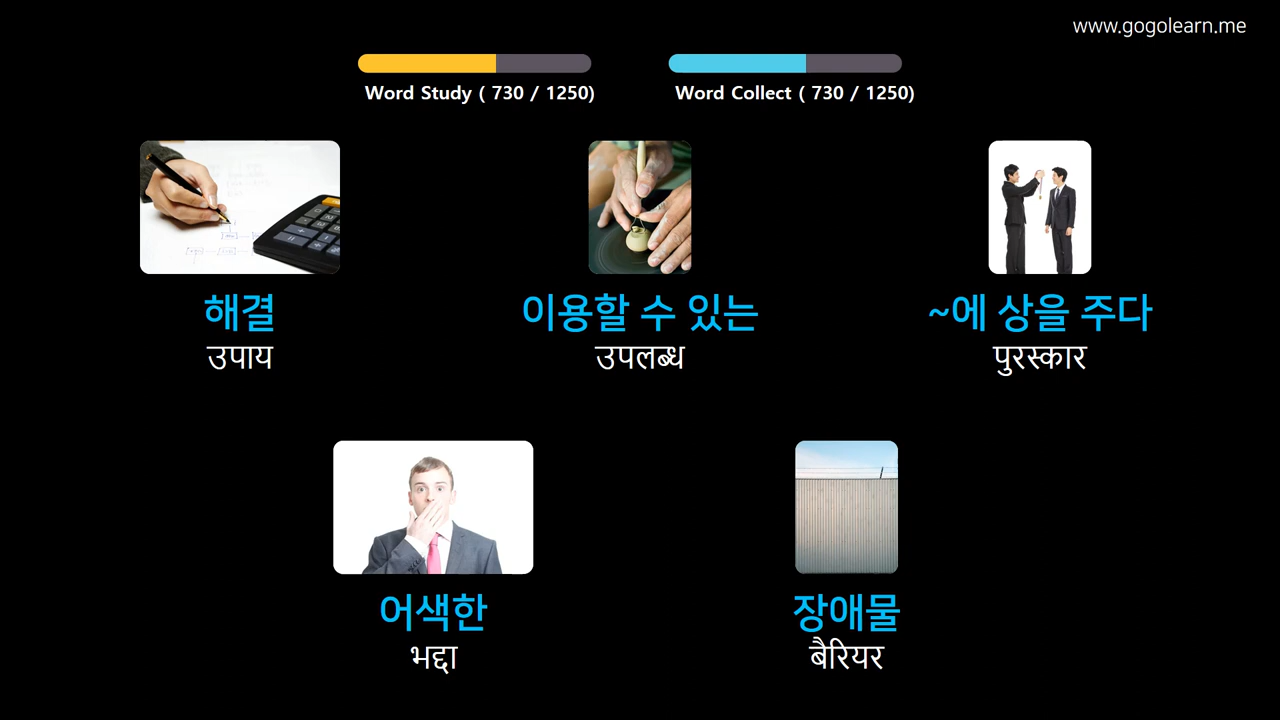 www.gogolearn.me
Word Study ( 730 / 1250)
Word Collect ( 730 / 1250)
해결
उपाय
이용할 수 있는
उपलब्ध
~에 상을 주다
पुरस्कार
어색한
भद्दा
장애물
बैरियर